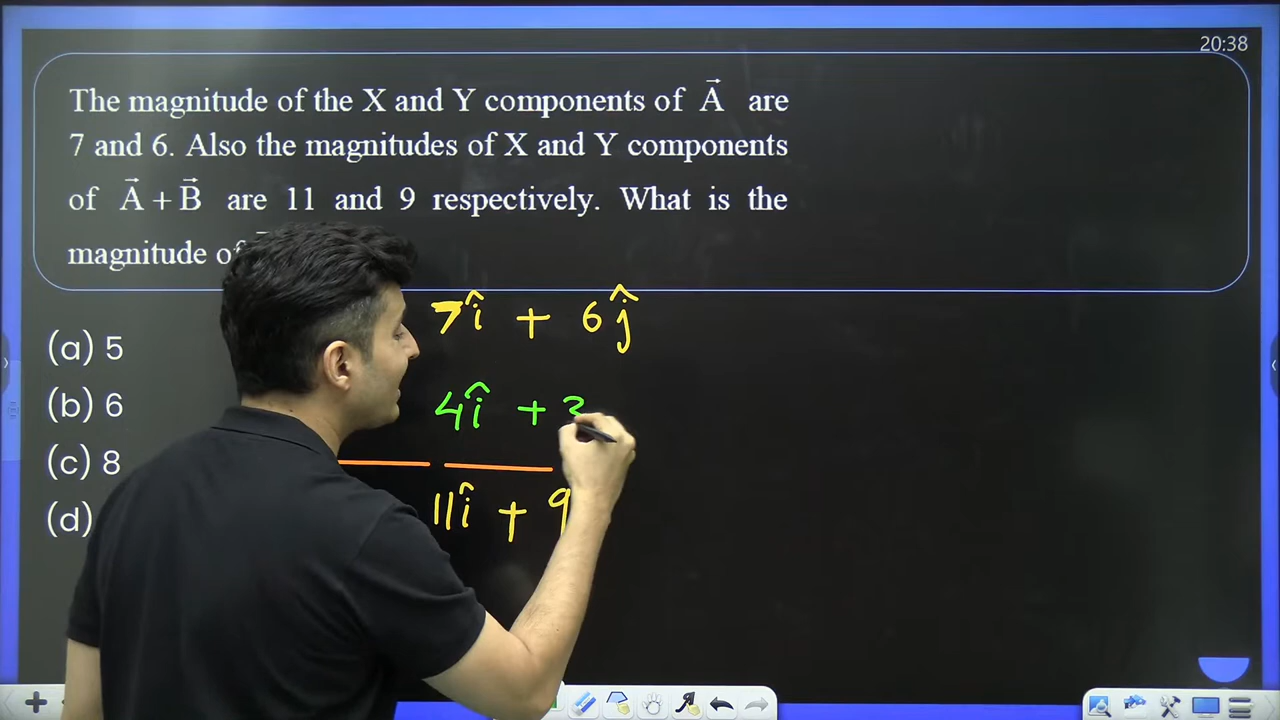 20:38
The magnitude of the X and Y components of A⃗ are
7 and 6. Also the magnitudes of X and Y components
of A⃗ + B⃗ are 11 and 9 respectively. What is the
magnitude of
7î + 6ĵ
(a) 5
(b) 6
4î + 3
(c) 8
11î + 9
(d)